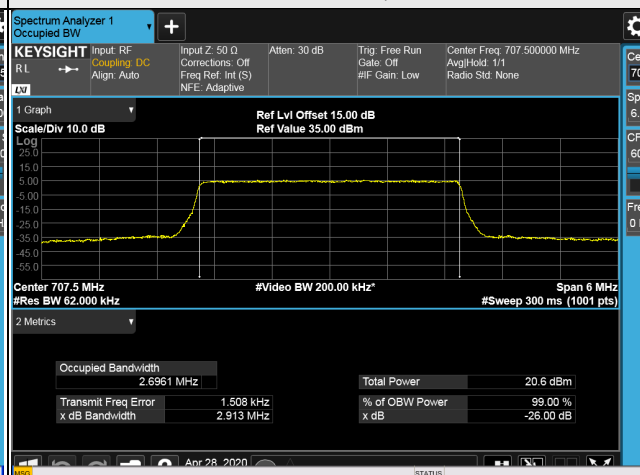 Spectrum Analyzer 1
Occupied BW
KEYSIGHT
R L
LXI
Input: RF
Coupling: DC
Align: Auto
Input Z: 50 Ω
Corrections: Off
Freq Ref: Int (S)
NFE: Adaptive
Atten: 30 dB
Trig: Free Run
Gate: Off
#IF Gain: Low
Center Freq: 707.500000 MHz
Avg|Hold: 1/1
Radio Std: None
1 Graph
Scale/Div 10.0 dB
Ref Lvl Offset 15.00 dB
Ref Value 35.00 dBm
Log
25.0
15.0
5.00
-5.00
-15.0
-25.0
-35.0
-45.0
-55.0
Center 707.5 MHz
#Res BW 62.000 kHz
#Video BW 200.00 kHz*
Span 6 MHz
#Sweep 300 ms (1001 pts)
2 Metrics
Occupied Bandwidth
2.6961 MHz
Transmit Freq Error 1.508 kHz
x dB Bandwidth 2.913 MHz
Total Power 20.6 dBm
% of OBW Power 99.00 %
x dB -26.00 dB
Apr 28, 2020
MSG
STATUS